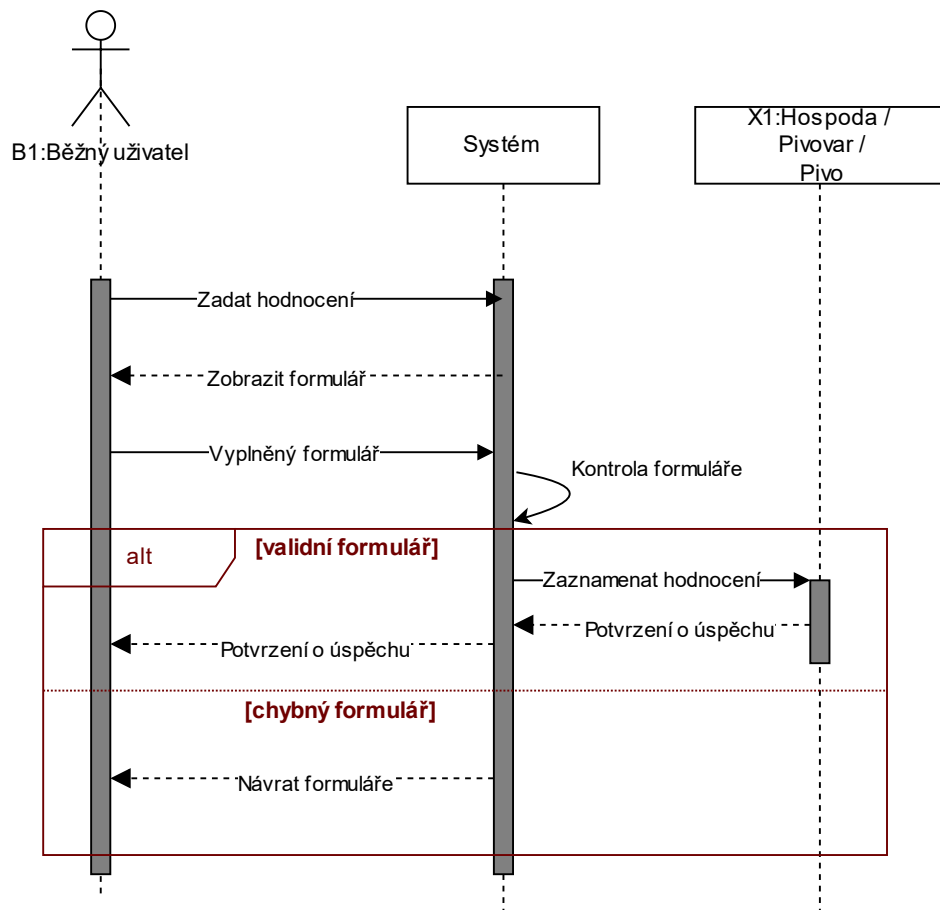 B1:Běžný uživatel
Systém
X1:Hospoda /
Pivovar /
Pivo
Zadat hodnocení
Zobrazit formulář
Vyplněný formulář
Kontrola formuláře
alt
[validní formulář]
Zaznamenat hodnocení
Potvrzení o úspěchu
Potvrzení o úspěchu
[chybný formulář]
Návrat formuláře